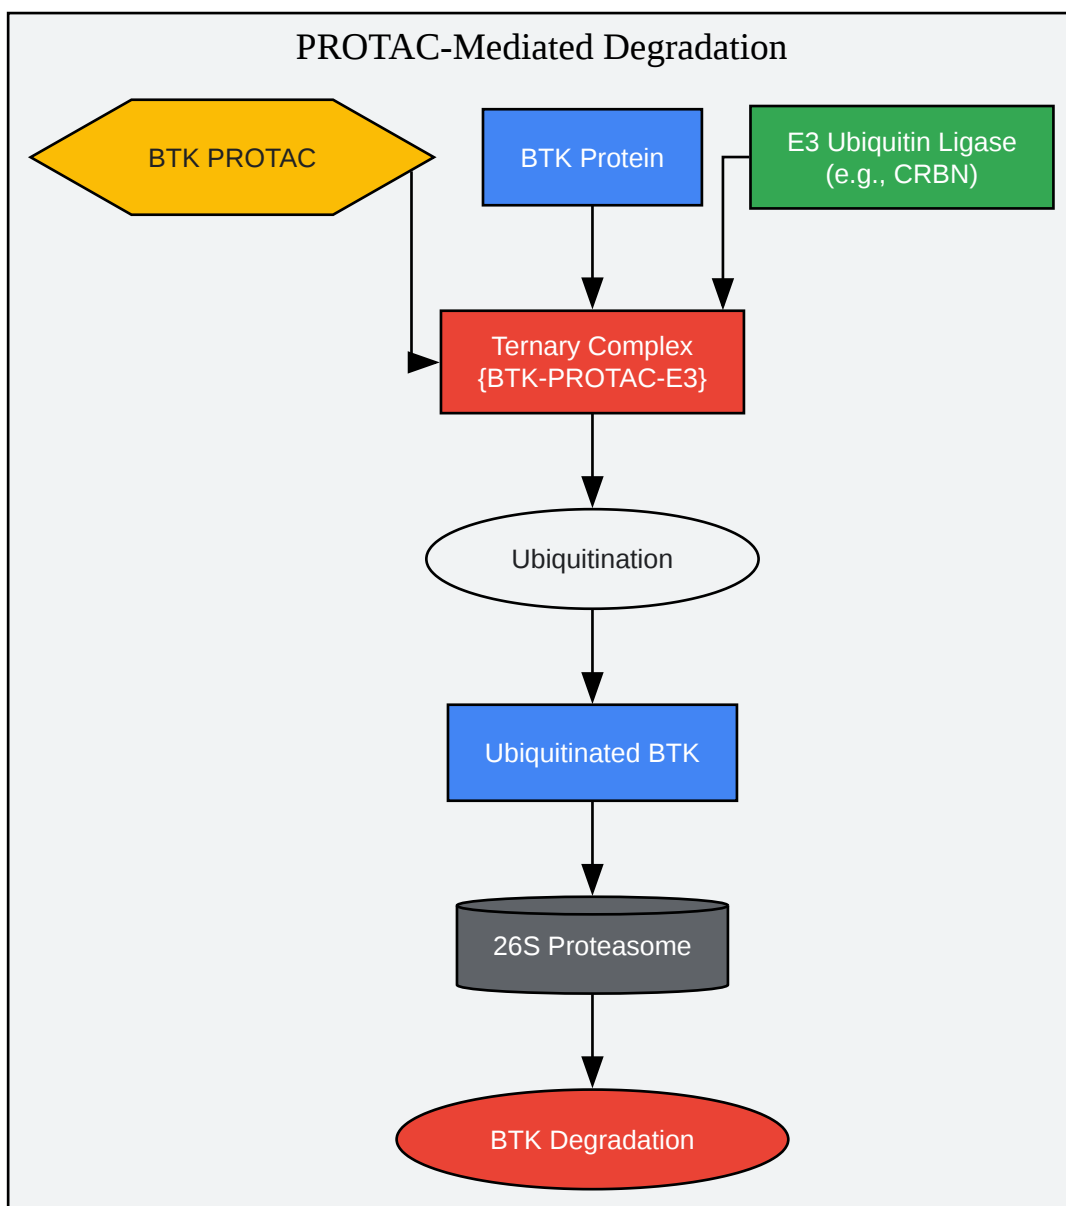 PROTAC-Mediated Degradation
BTK PROTAC
BTK Protein
E3 Ubiquitin Ligase
(e.g., CRBN)
Ternary Complex
{BTK-PROTAC-E3}
Ubiquitination
Ubiquitinated BTK
26S Proteasome
BTK Degradation